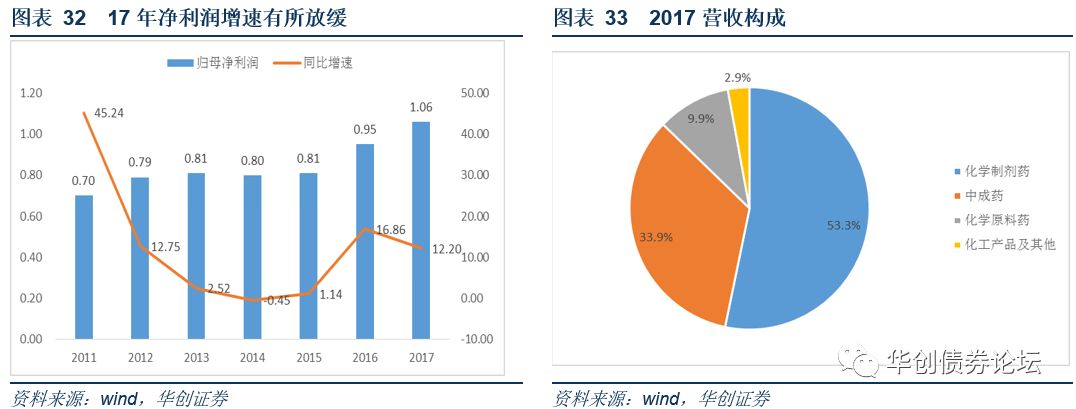 图表 32 17 年净利润增速有所放缓
归母净利润 同比增速
1.20
1.00
0.80
0.60
0.40
0.20
0.00
50.00
40.00
30.00
20.00
10.00
0.00
-10.00
0.70
0.79
0.81
0.80
0.81
0.95
1.06
45.24
12.75
2.52
-0.45
1.14
16.86
12.20
2011 2012 2013 2014 2015 2016 2017
资料来源：wind，华创证券
图表 33 2017 营收构成
2.9%
9.9%
33.9%
53.3%
化学制剂药
中成药
化学原料药
化工产品及其他
华创债券论坛
资料来源：wind，华创证券